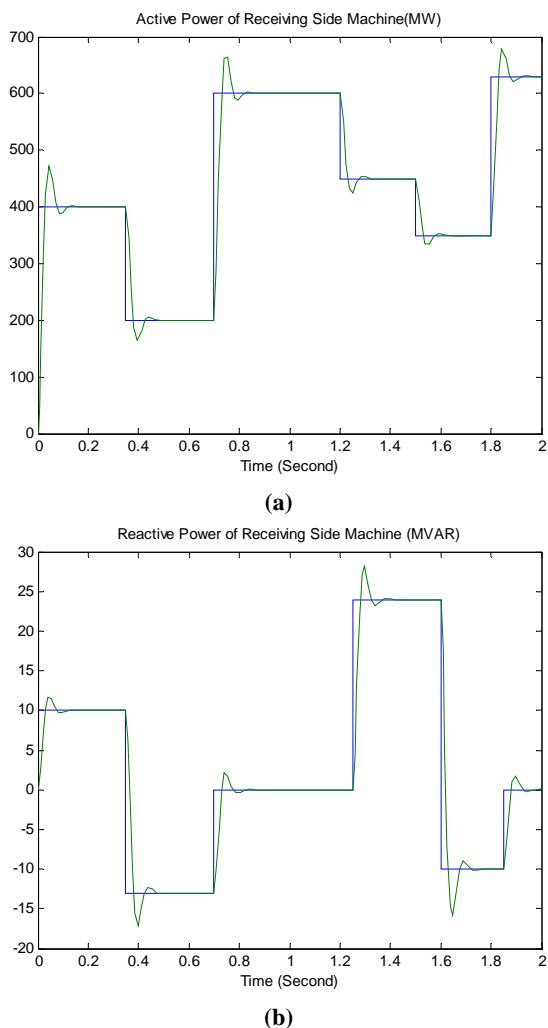 Active Power of Receiving Side Machine(MW)
700
600
500
400
300
200
100
0
0 0.2 0.4 0.6 0.8 1 1.2 1.4 1.6 1.8 2
Time (Second)
(a)
Reactive Power of Receiving Side Machine (MVAR)
30
25
20
15
10
5
0
-5
-10
-15
-20
0 0.2 0.4 0.6 0.8 1 1.2 1.4 1.6 1.8 2
Time (Second)
(b)